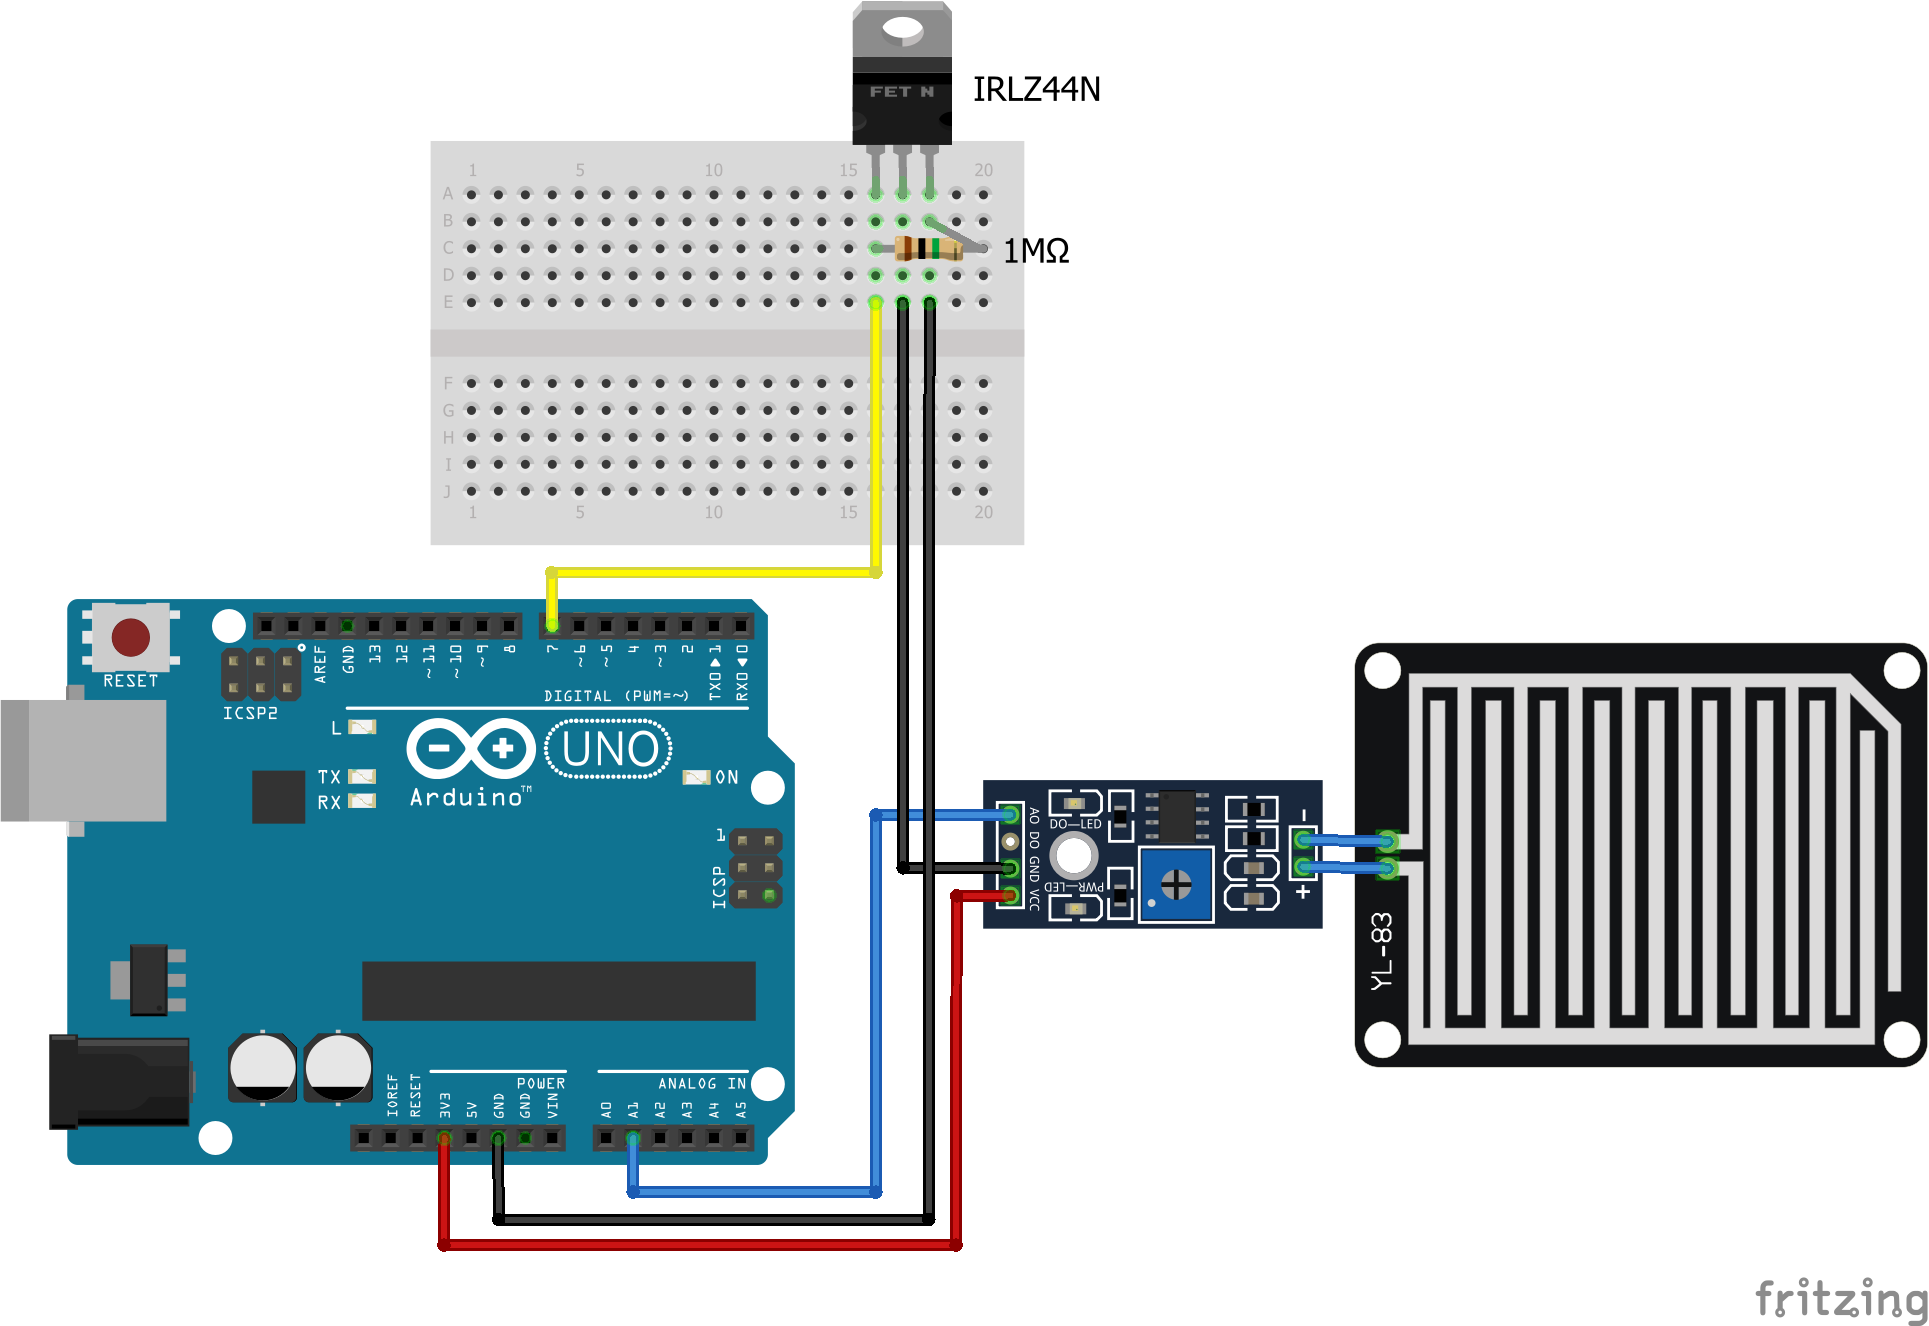 FET N
IRLZ44N
1 5 10 15 20
A
B
C
1MΩ
D
E
F
G
H
I
J
1 5 10 15 20
RESET
ICSP2
AREF
GND
13
12
~11
~10
~9
8
7
~6
~5
4
~3
2
TX0 ▶ 1
RX0 ◀ 0
DIGITAL (PWM=~)
L
TX
RX
Arduino™
UNO
ON
1
ICSP
IOREF
RESET
3V3
5V
GND
GND
VIN
POWER
A0
A1
A2
A3
A4
A5
ANALOG IN
AO DO GND VCC
DO—LED
PWR—LED
-
+
YL-83
fritzing